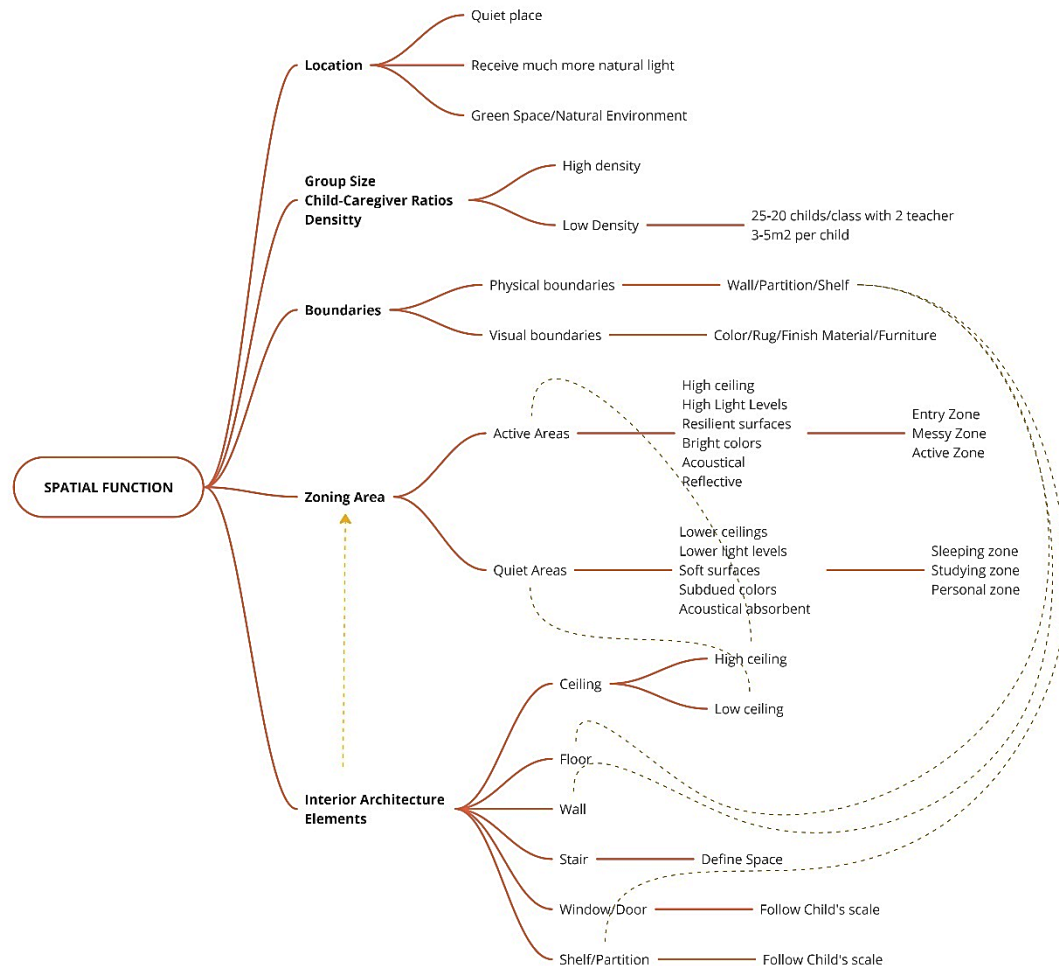 SPATIAL FUNCTION
Location
Quiet place
Receive much more natural light
Green Space/Natural Environment
Group Size
Child-Caregiver Ratios
Densitty
High density
Low Density
25-20 childs/class with 2 teacher
3-5m2 per child
Boundaries
Physical boundaries
Wall/Partition/Shelf
Visual boundaries
Color/Rug/Finish Material/Furniture
Zoning Area
Active Areas
High ceiling
High Light Levels
Resilient surfaces
Bright colors
Acoustical
Reflective
Entry Zone
Messy Zone
Active Zone
Quiet Areas
Lower ceilings
Lower light levels
Soft surfaces
Subdued colors
Acoustical absorbent
Sleeping zone
Studying zone
Personal zone
Interior Architecture
Elements
Ceiling
High ceiling
Low ceiling
Floor
Wall
Stair
Define Space
Window/Door
Follow Child's scale
Shelf/Partition
Follow Child's scale